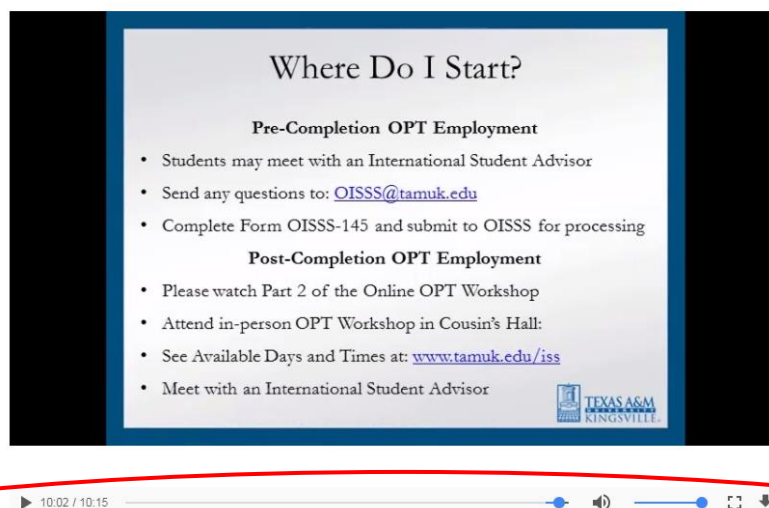 Where Do I Start?
Pre-Completion OPT Employment
• Students may meet with an International Student Advisor
• Send any questions to: OISSS@tamuk.edu
• Complete Form OISSS-145 and submit to OISSS for processing
Post-Completion OPT Employment
• Please watch Part 2 of the Online OPT Workshop
• Attend in-person OPT Workshop in Cousin's Hall:
• See Available Days and Times at: www.tamuk.edu/iss
• Meet with an International Student Advisor
TEXAS A&M
UNIVERSITY
KINGSVILLE.
10:02 / 10:15